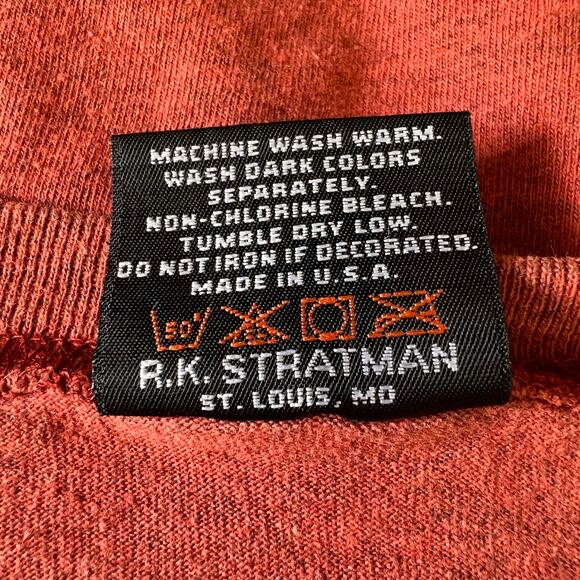 MACHINE WASH WARM.
WASH DARK COLORS
SEPARATELY.
NON-CHLORINE BLEACH.
TUMBLE DRY LOW.
DO NOT IRON IF DECORATED.
MADE IN U.S.A.
50°
R.K. STRATMAN
ST. LOUIS, MO